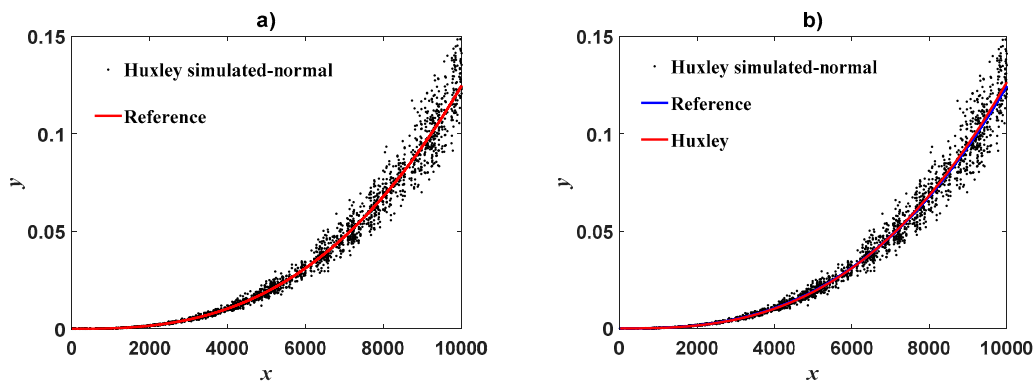 a)
0.15
0.1
0.05
0
y
Huxley simulated-normal
Reference
0 2000 4000 6000 8000 10000
x
b)
0.15
0.1
0.05
0
y
Huxley simulated-normal
Reference
Huxley
0 2000 4000 6000 8000 10000
x